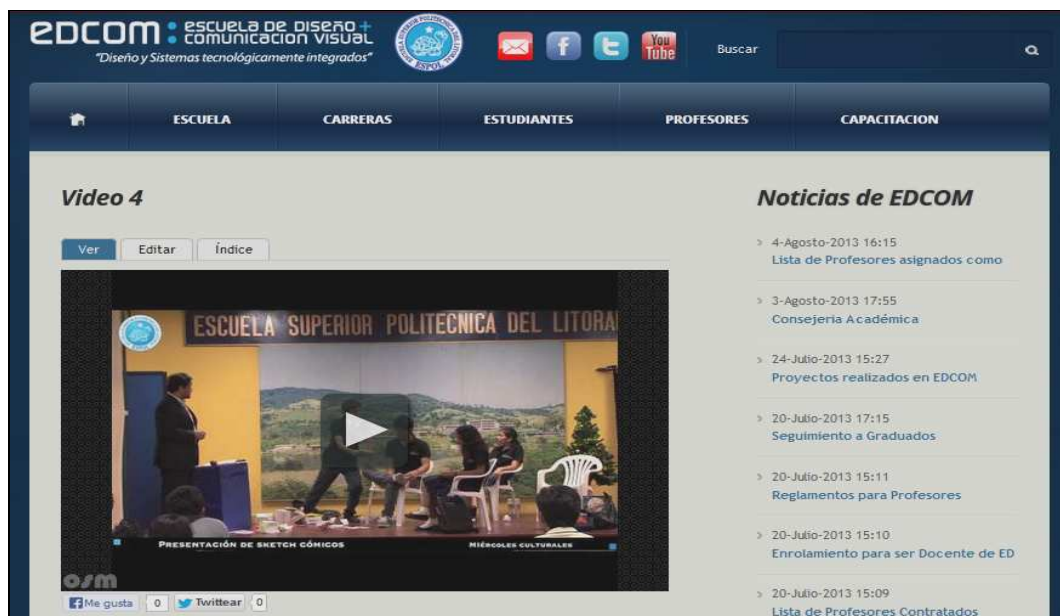 EDCOM : ESCUELA DE DISEÑO +
COMUNICACIÓN VISUAL
"Diseño y Sistemas tecnológicamente integrados"
ESPOL
You
Tube
Buscar
ESCUELA
CARRERAS
ESTUDIANTES
PROFESORES
CAPACITACION
Video 4
Ver
Editar
Índice
ESCUELA SUPERIOR POLITECNICA DEL LITORA
PRESENTACIÓN DE SKETCH CÓMICOS
MIÉRCOLES CULTURALES
osm
Me gusta
0
Twittear
0
Noticias de EDCOM
4-Agosto-2013 16:15
Lista de Profesores asignados como
3-Agosto-2013 17:55
Consejeria Académica
24-Julio-2013 15:27
Proyectos realizados en EDCOM
20-Julio-2013 17:15
Seguimiento a Graduados
20-Julio-2013 15:11
Reglamentos para Profesores
20-Julio-2013 15:10
Enrolamiento para ser Docente de ED
20-Julio-2013 15:09
Lista de Profesores Contratados